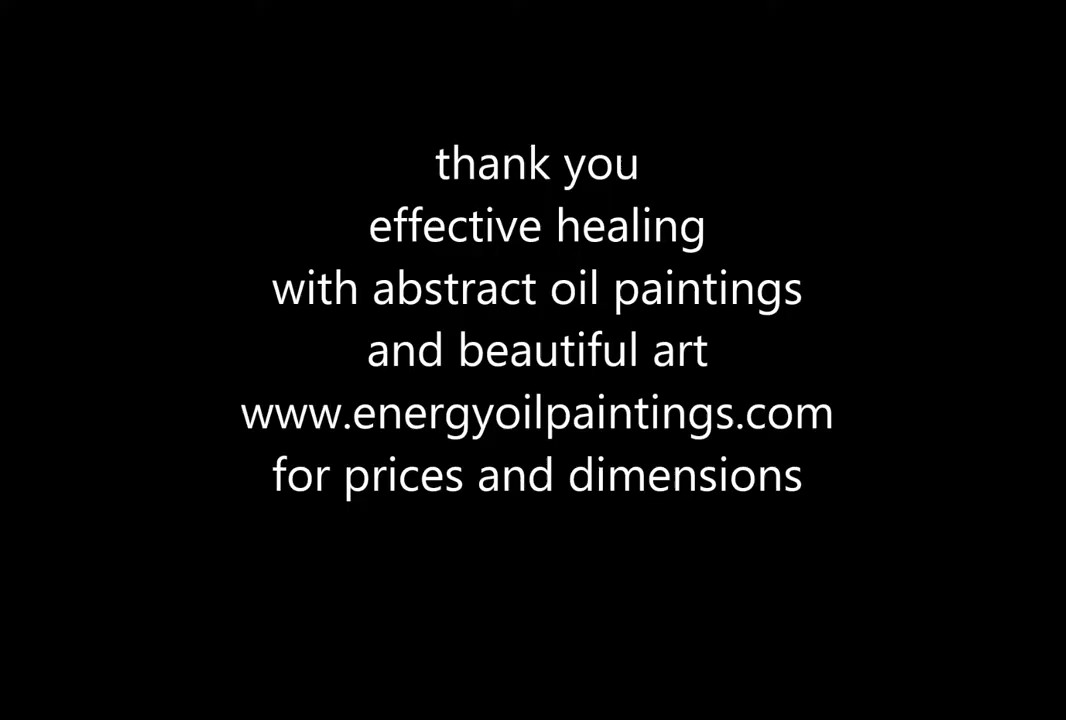 thank you
effective healing
with abstract oil paintings
and beautiful art
www.energyoilpaintings.com
for prices and dimensions